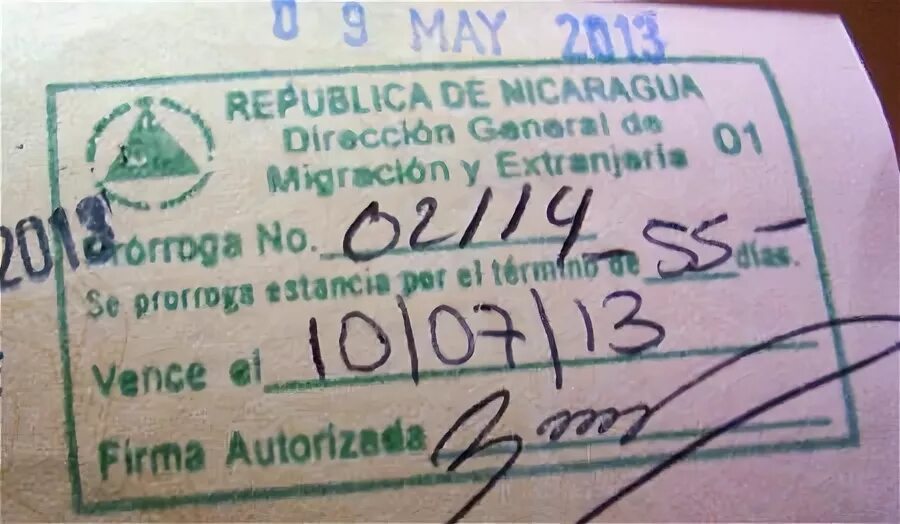 09 MAY 2013
REPUBLICA DE NICARAGUA
Dirección General de
Migración y Extranjería
01
2013
Prórroga No. 02114
Se prorroga estancia por el término de -55- días.
Vence el 10/07/13
Firma Autorizada